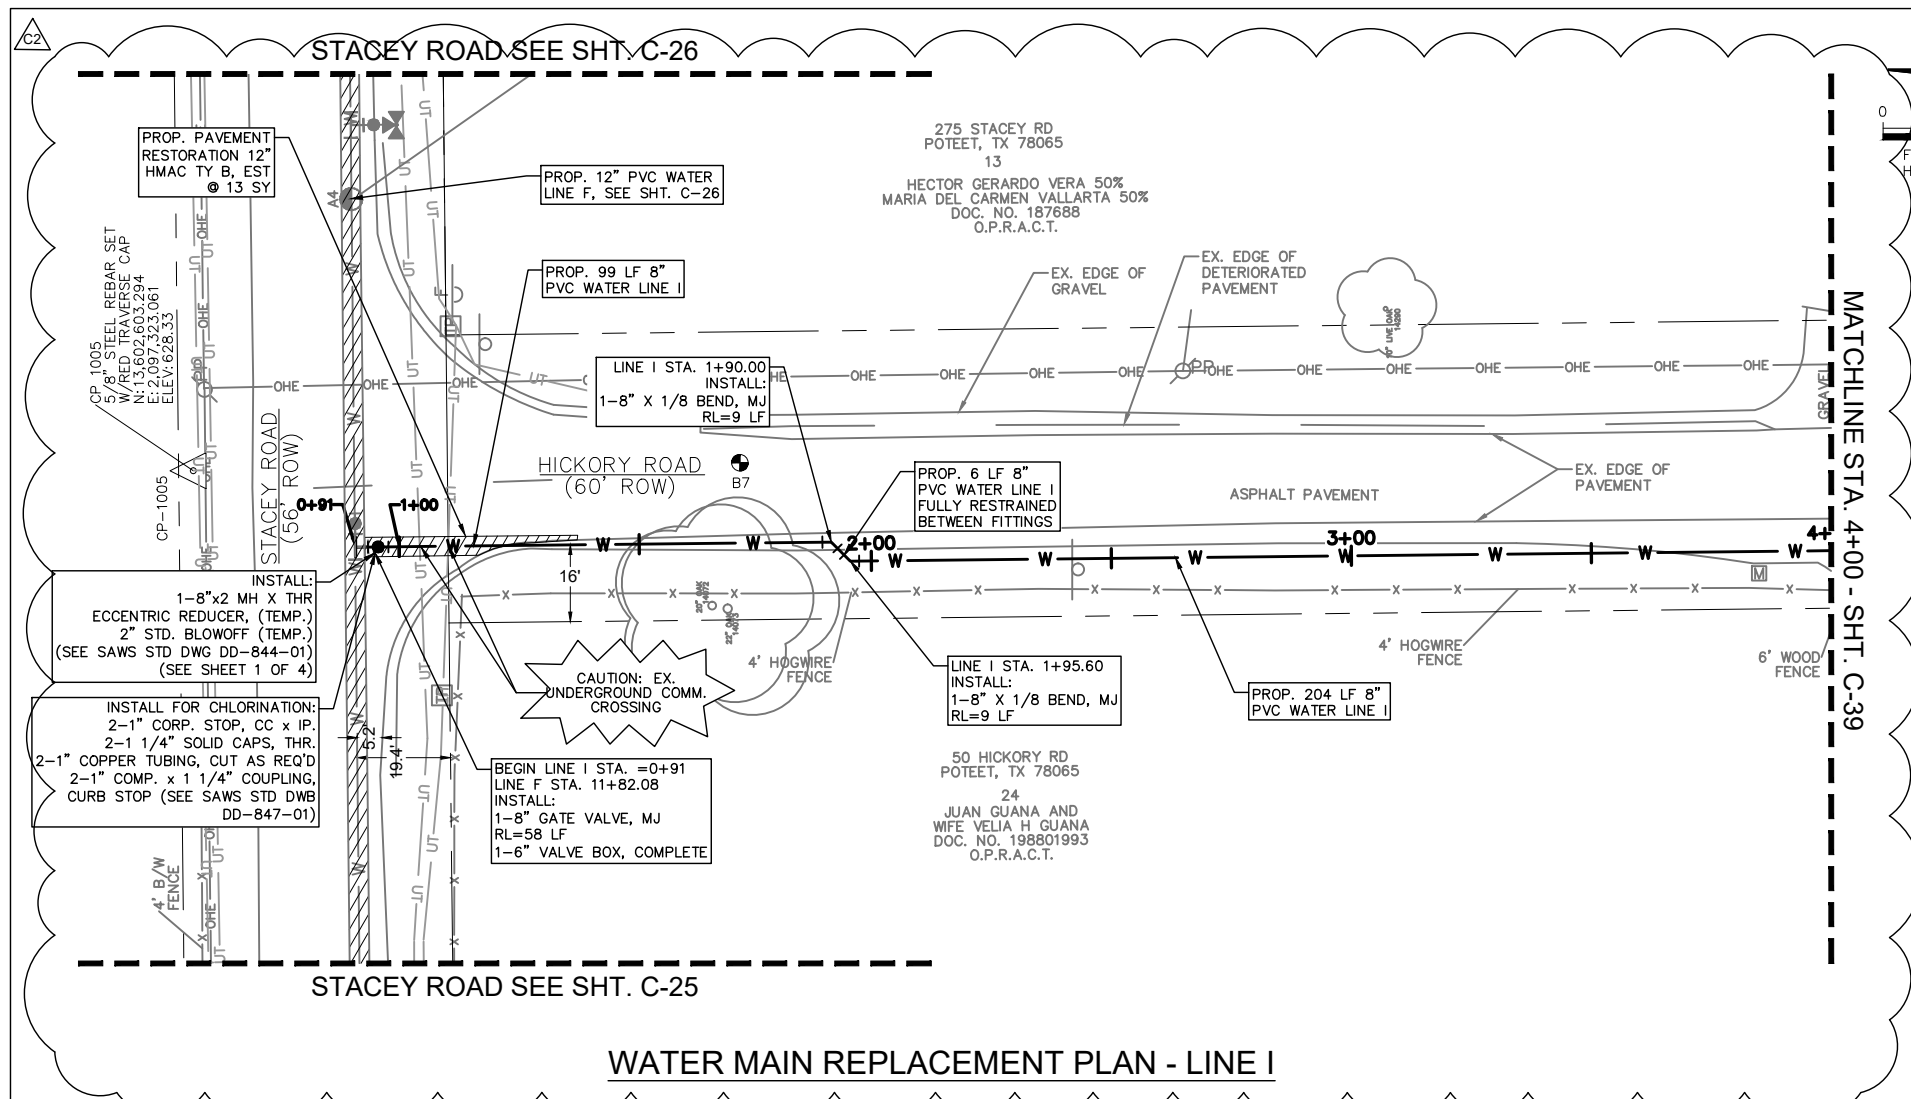 C2
STACEY ROAD SEE SHT. C-26
PROP. PAVEMENT
RESTORATION 12"
HMAC TY B, EST
@ 13 SY
PROP. 12" PVC WATER
LINE F, SEE SHT. C-26
A4
275 STACEY RD
POTEET, TX 78065
13
HECTOR GERARDO VERA 50%
MARIA DEL CARMEN VALLARTA 50%
DOC. NO. 187688
O.P.R.A.C.T.
0
CP 1005
5/8" STEEL REBAR SET
W/RED TRAVERSE CAP
N:13,602,603.294
E:2,097,323.061
ELEV:628.33
PROP. 99 LF 8"
PVC WATER LINE I
EX. EDGE OF
GRAVEL
EX. EDGE OF
DETERIORATED
PAVEMENT
10" LIVE OAK
14290
LINE I STA. 1+90.00
INSTALL:
1-8" X 1/8 BEND, MJ
RL=9 LF
PP
GRAVEL
MATCHLINE STA. 4+00 - SHT. C-39
CP-1005
STACEY ROAD
(56' ROW)
HICKORY ROAD
(60' ROW)
B7
PROP. 6 LF 8"
PVC WATER LINE I
FULLY RESTRAINED
BETWEEN FITTINGS
ASPHALT PAVEMENT
EX. EDGE OF
PAVEMENT
0+91
1+00
2+00
3+00
4+
INSTALL:
1-8"x2 MH X THR
ECCENTRIC REDUCER, (TEMP.)
2" STD. BLOWOFF (TEMP.)
(SEE SAWS STD DWG DD-844-01)
(SEE SHEET 1 OF 4)
16'
20" OAK
14072
22" OAK
14073
M
4' HOGWIRE
FENCE
4' HOGWIRE
FENCE
6' WOOD
FENCE
CAUTION: EX.
UNDERGROUND COMM.
CROSSING
LINE I STA. 1+95.60
INSTALL:
1-8" X 1/8 BEND, MJ
RL=9 LF
PROP. 204 LF 8"
PVC WATER LINE I
INSTALL FOR CHLORINATION:
2-1" CORP. STOP, CC x IP.
2-1 1/4" SOLID CAPS, THR.
2-1" COPPER TUBING, CUT AS REQ'D
2-1" COMP. x 1 1/4" COUPLING,
CURB STOP (SEE SAWS STD DWB
DD-847-01)
5.2'
19.4'
BEGIN LINE I STA. =0+91
LINE F STA. 11+82.08
INSTALL:
1-8" GATE VALVE, MJ
RL=58 LF
1-6" VALVE BOX, COMPLETE
50 HICKORY RD
POTEET, TX 78065
24
JUAN GUANA AND
WIFE VELIA H GUANA
DOC. NO. 198801993
O.P.R.A.C.T.
4' B/W
FENCE
STACEY ROAD SEE SHT. C-25
WATER MAIN REPLACEMENT PLAN - LINE I